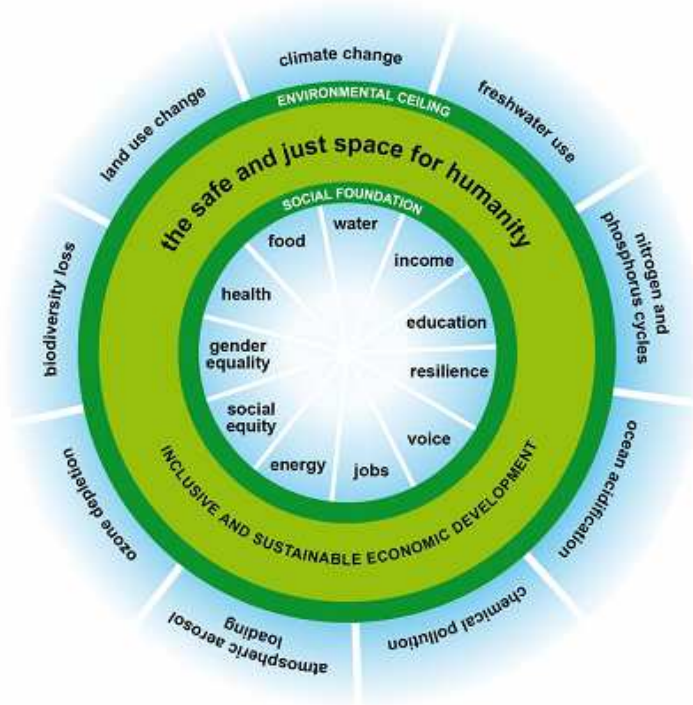 climate change
freshwater use
nitrogen and
phosphorus cycles
ocean acidification
chemical pollution
atmospheric aerosol
loading
ozone depletion
biodiversity loss
land use change
ENVIRONMENTAL CEILING
the safe and just space for humanity
SOCIAL FOUNDATION
water
income
education
resilience
voice
jobs
energy
social
equity
gender
equality
health
food
INCLUSIVE AND SUSTAINABLE ECONOMIC DEVELOPMENT